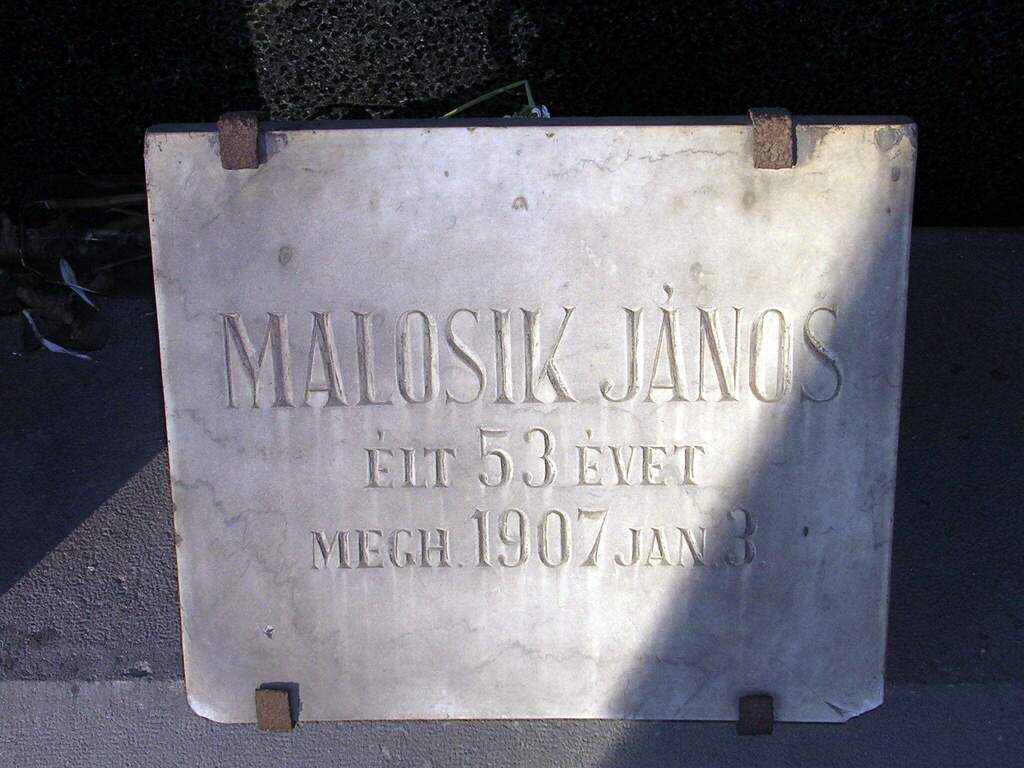 MALOSIK JÁNOS
ÉLT 53 ÉVET
MEGH. 1907 JAN. 3.